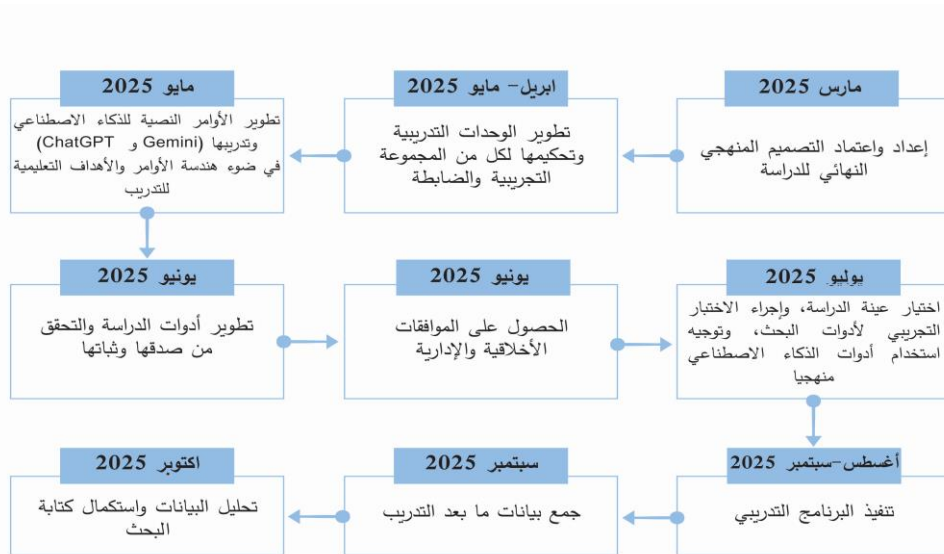 مارس 2025
إعداد واعتماد التصميم المنهجي
النهائي للدراسة
ابريل- مايو 2025
تطوير الوحدات التدريبية
وتحكيمها لكل من المجموعة
التجريبية والضابطة
مايو 2025
تطوير الأوامر النصية للذكاء الاصطناعي
وتدريبها (Gemini و ChatGPT)
في ضوء هندسة الأوامر والأهداف التعليمية
للتدريب
يونيو 2025
تطوير أدوات الدراسة والتحقق
من صدقها وثباتها
يونيو 2025
الحصول على الموافقات
الأخلاقية والإدارية
يوليو 2025
اختيار عينة الدراسة، وإجراء الاختبار
التجريبي لأدوات البحث، وتوجيه
استخدام أدوات الذكاء الاصطناعي
منهجيا
أغسطس-سبتمبر 2025
تنفيذ البرنامج التدريبي
سبتمبر 2025
جمع بيانات ما بعد التدريب
اكتوبر 2025
تحليل البيانات واستكمال كتابة
البحث